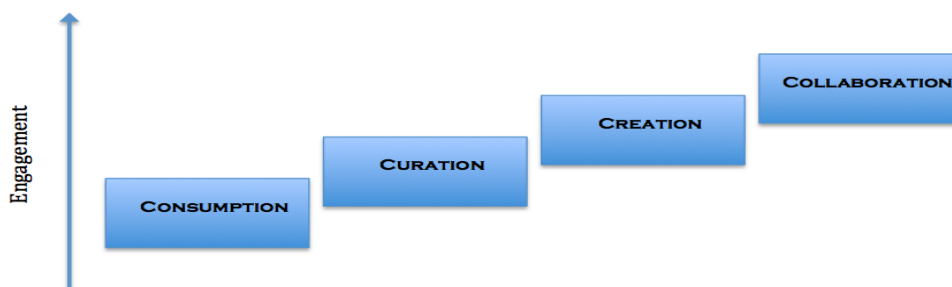 Engagement
Consumption
Curation
Creation
Collaboration